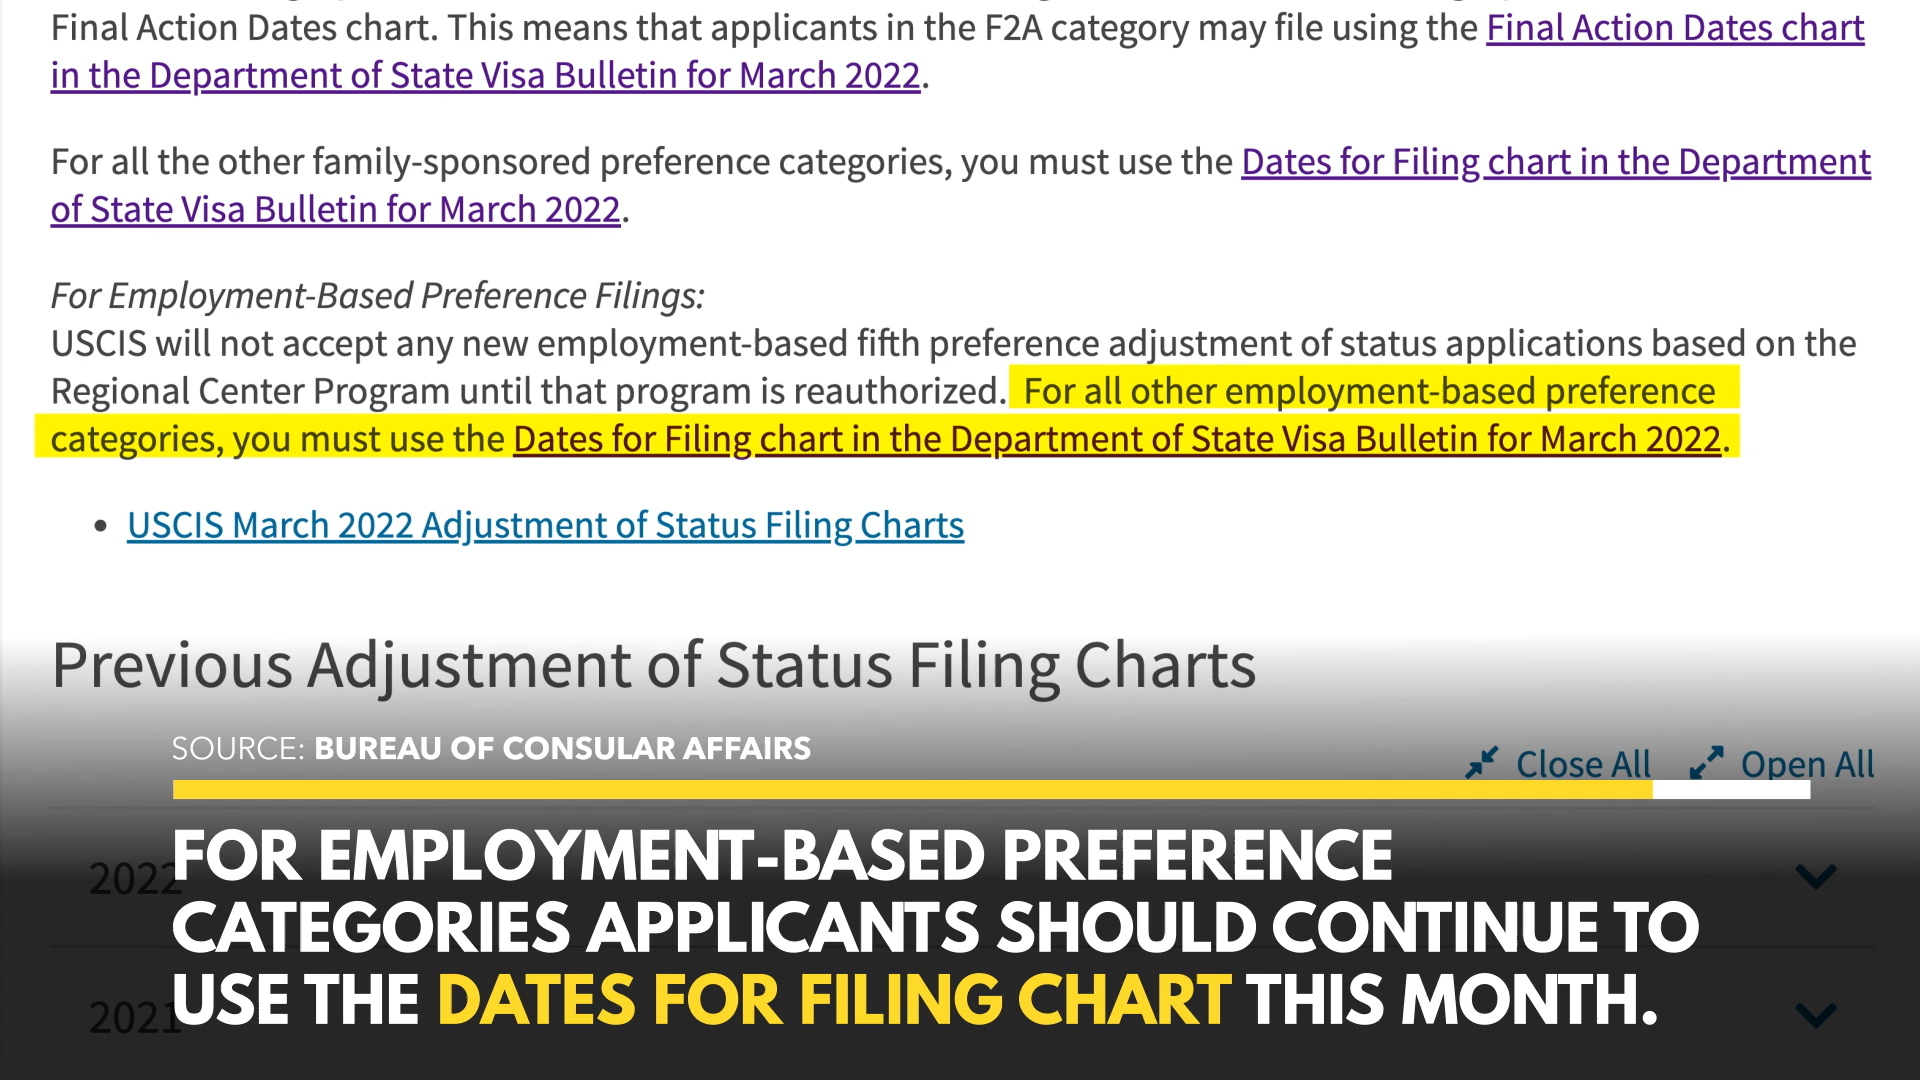 Final Action Dates chart. This means that applicants in the F2A category may file using the Final Action Dates chart
in the Department of State Visa Bulletin for March 2022.
For all the other family-sponsored preference categories, you must use the Dates for Filing chart in the Department
of State Visa Bulletin for March 2022.
For Employment-Based Preference Filings:
USCIS will not accept any new employment-based fifth preference adjustment of status applications based on the
Regional Center Program until that program is reauthorized. For all other employment-based preference
categories, you must use the Dates for Filing chart in the Department of State Visa Bulletin for March 2022.
• USCIS March 2022 Adjustment of Status Filing Charts
Previous Adjustment of Status Filing Charts
SOURCE: BUREAU OF CONSULAR AFFAIRS
Close All Open All
2022
FOR EMPLOYMENT-BASED PREFERENCE
CATEGORIES APPLICANTS SHOULD CONTINUE TO
USE THE DATES FOR FILING CHART THIS MONTH.
2021